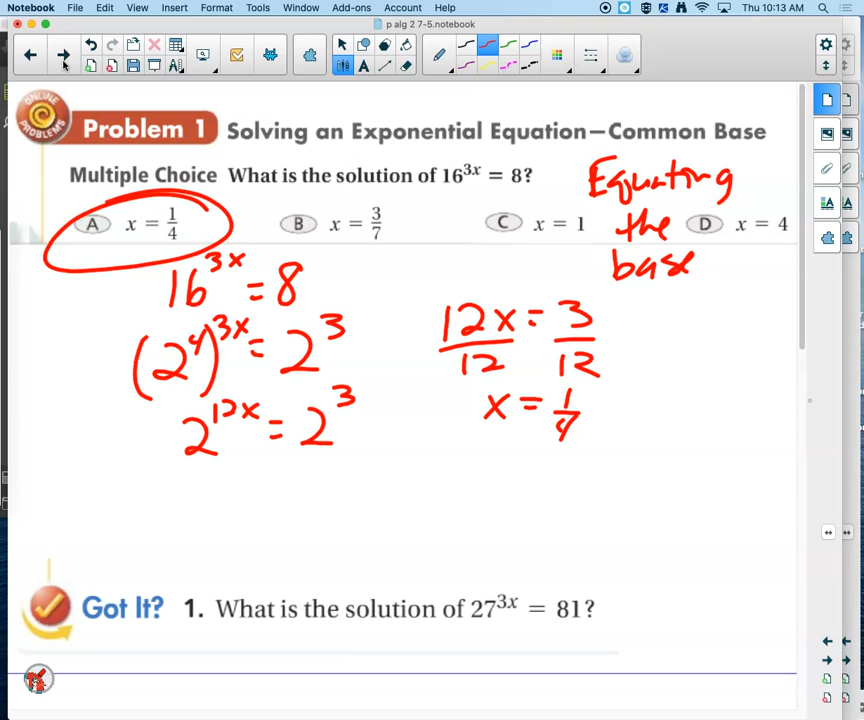 Notebook File Edit View Insert Format Tools Window Add-ons Account Help Thu 10:13 AM
p alg 2 7-5.notebook
ONLINE PROBLEMS
Problem 1 Solving an Exponential Equation—Common Base
Multiple Choice What is the solution of 16^{3x} = 8?
A x = 1/4 B x = 3/7 C x = 1 D x = 4
Equating
the
base
16^{3x} = 8
(2^4)^{3x} = 2^3
2^{12x} = 2^3
12x = 3
12 12
x = 1/4
Got It? 1. What is the solution of 27^{3x} = 81?